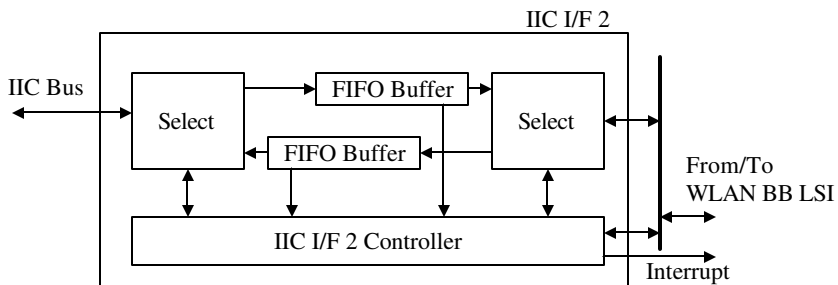 IIC I/F 2
IIC Bus
FIFO Buffer
Select
Select
FIFO Buffer
From/To
WLAN BB LSI
IIC I/F 2 Controller
Interrupt